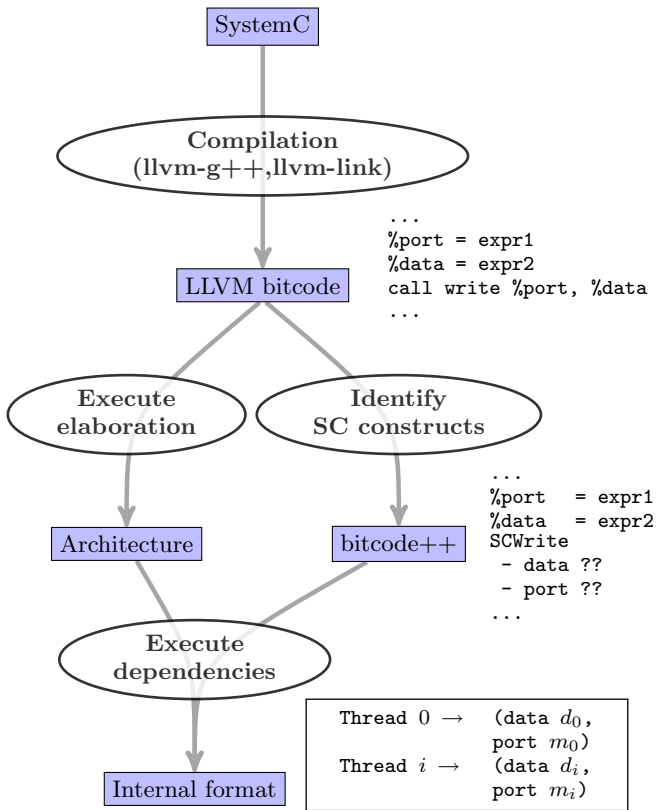 SystemC
Compilation
(llvm-g++,llvm-link)
...
%port = expr1
%data = expr2
call write %port, %data
...
LLVM bitcode
Execute
elaboration
Identify
SC constructs
...
%port   = expr1
%data   = expr2
SCWrite
 - data ??
 - port ??
...
Architecture
bitcode++
Execute
dependencies
Thread 0 → (data d₀,
port m₀)
Thread i → (data dᵢ,
port mᵢ)
Internal format